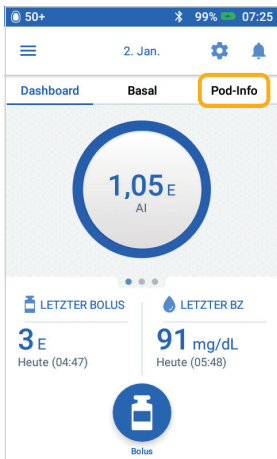 50+ 99% 07:25
2. Jan.
Dashboard Basal Pod-Info
1,05 E
AI
LETZTER BOLUS LETZTER BZ
3 E 91 mg/dL
Heute (04:47) Heute (05:48)
Bolus